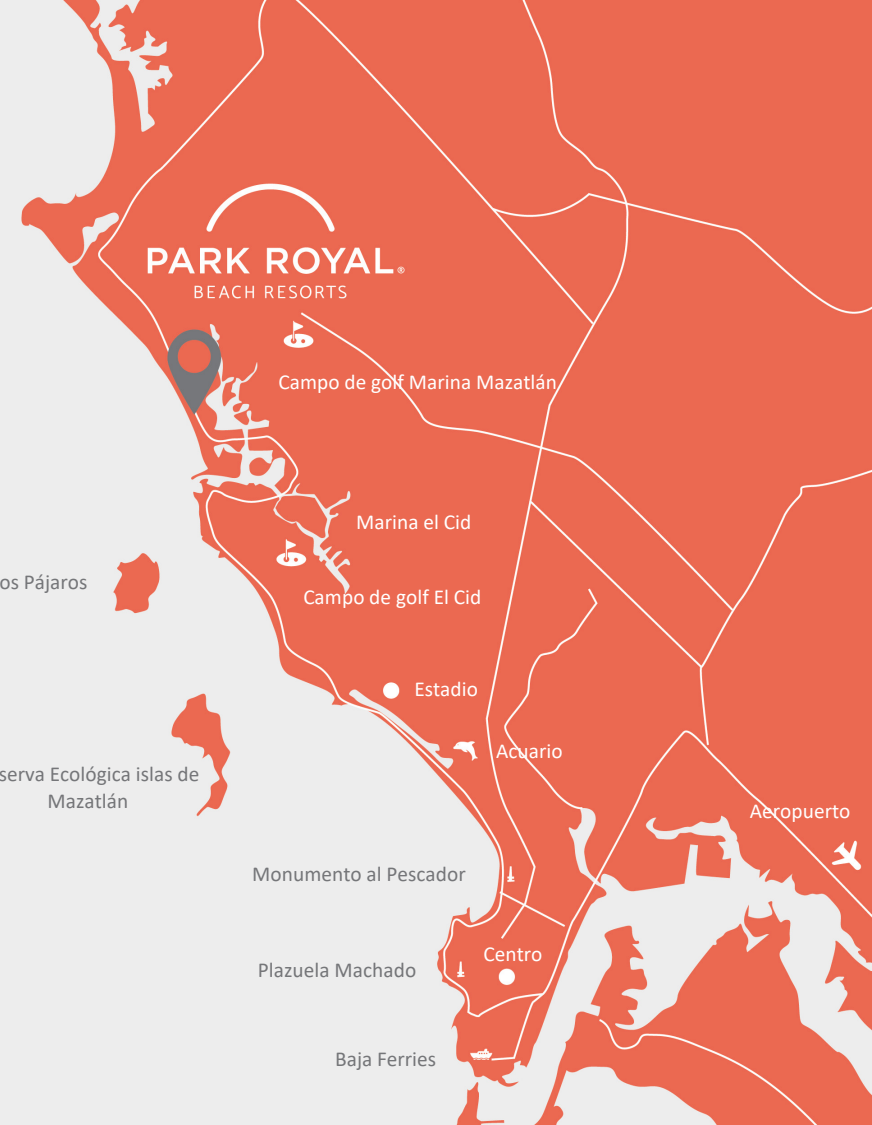 PARK ROYAL®
BEACH RESORTS
Campo de golf Marina Mazatlán
Marina el Cid
os Pájaros
Campo de golf El Cid
Estadio
Acuario
serva Ecológica islas de
Mazatlán
Aeropuerto
Monumento al Pescador
Centro
Plazuela Machado
Baja Ferries